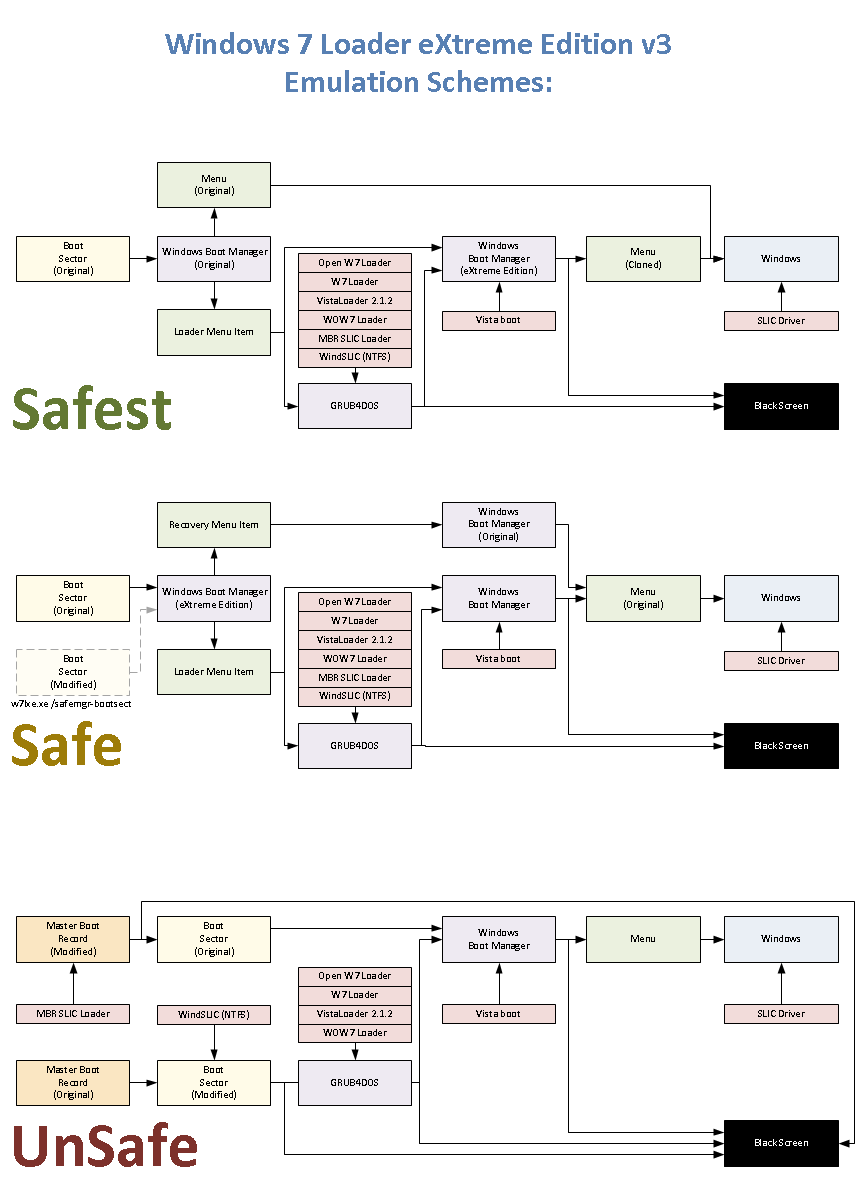 Windows 7 Loader eXtreme Edition v3
Emulation Schemes:
Menu
(Original)
Boot
Sector
(Original)
Windows Boot Manager
(Original)
Loader Menu Item
Open W7Loader
W7Loader
VistaLoader 2.1.2
WOW7 Loader
MBR SLIC Loader
WindSLIC (NTFS)
GRUB4DOS
Windows
Boot Manager
(eXtreme Edition)
Vista boot
Menu
(Cloned)
Windows
SLIC Driver
Black Screen
Safest
Recovery Menu Item
Windows
Boot Manager
(Original)
Boot
Sector
(Original)
Windows Boot Manager
(eXtreme Edition)
Boot
Sector
(Modified)
w7lxe.xe /safemgr-bootsect
Loader Menu Item
Open W7Loader
W7Loader
VistaLoader 2.1.2
WOW7 Loader
MBR SLIC Loader
WindSLIC (NTFS)
GRUB4DOS
Windows
Boot Manager
Vista boot
Menu
(Original)
Windows
SLIC Driver
Black Screen
Safe
Master Boot
Record
(Modified)
Boot
Sector
(Original)
Windows
Boot Manager
Menu
Windows
MBR SLIC Loader
WindSLIC (NTFS)
Open W7Loader
W7Loader
VistaLoader 2.1.2
WOW7 Loader
Vista boot
SLIC Driver
Master Boot
Record
(Original)
Boot
Sector
(Modified)
GRUB4DOS
Black Screen
UnSafe